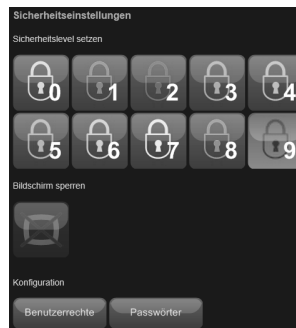 Sicherheitseinstellungen
Sicherheitslevel setzen
0 1 2 3 4
5 6 7 8 9
Bildschirm sperren
Konfiguration
Benutzerrechte Passwörter